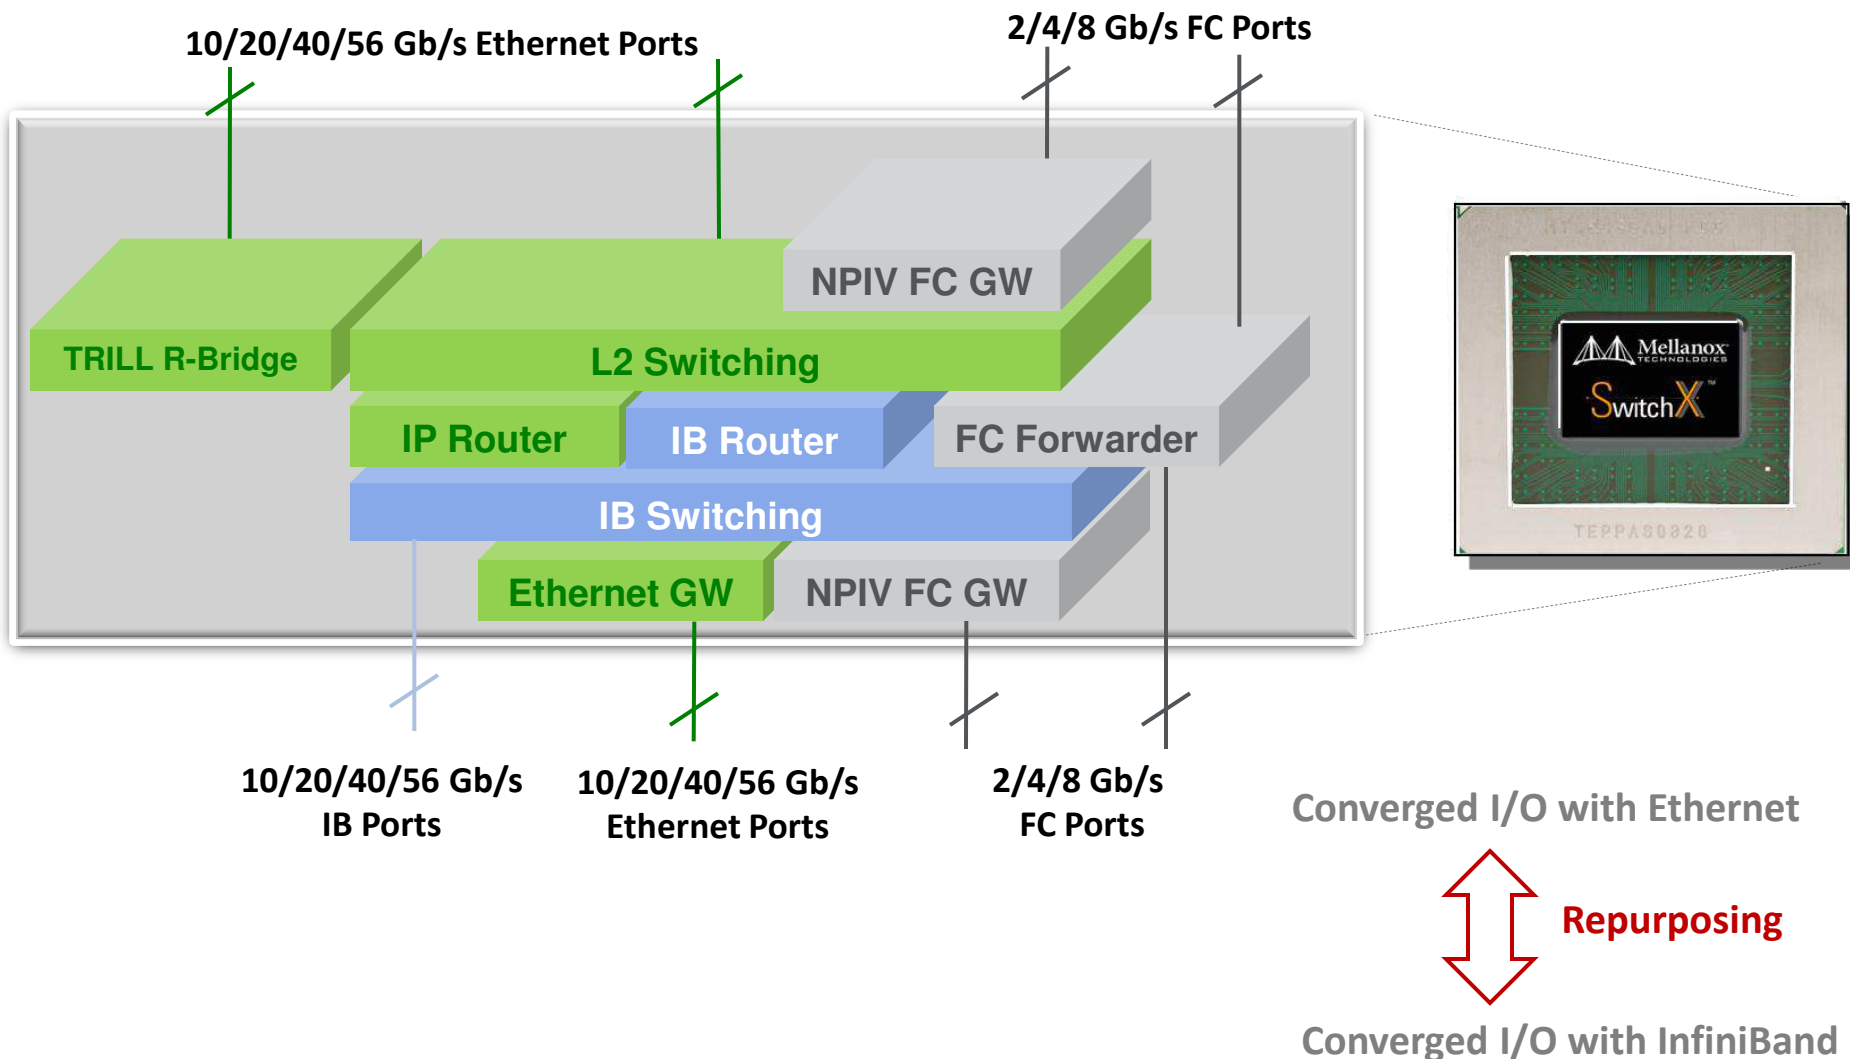 10/20/40/56 Gb/s Ethernet Ports
2/4/8 Gb/s FC Ports
NPIV FC GW
TRILL R-Bridge
L2 Switching
IP Router
IB Router
FC Forwarder
IB Switching
Ethernet GW
NPIV FC GW
10/20/40/56 Gb/s
IB Ports
10/20/40/56 Gb/s
Ethernet Ports
2/4/8 Gb/s
FC Ports
Mellanox
TECHNOLOGIES
SwitchX™
TEPPAS0820
Converged I/O with Ethernet
Repurposing
Converged I/O with InfiniBand